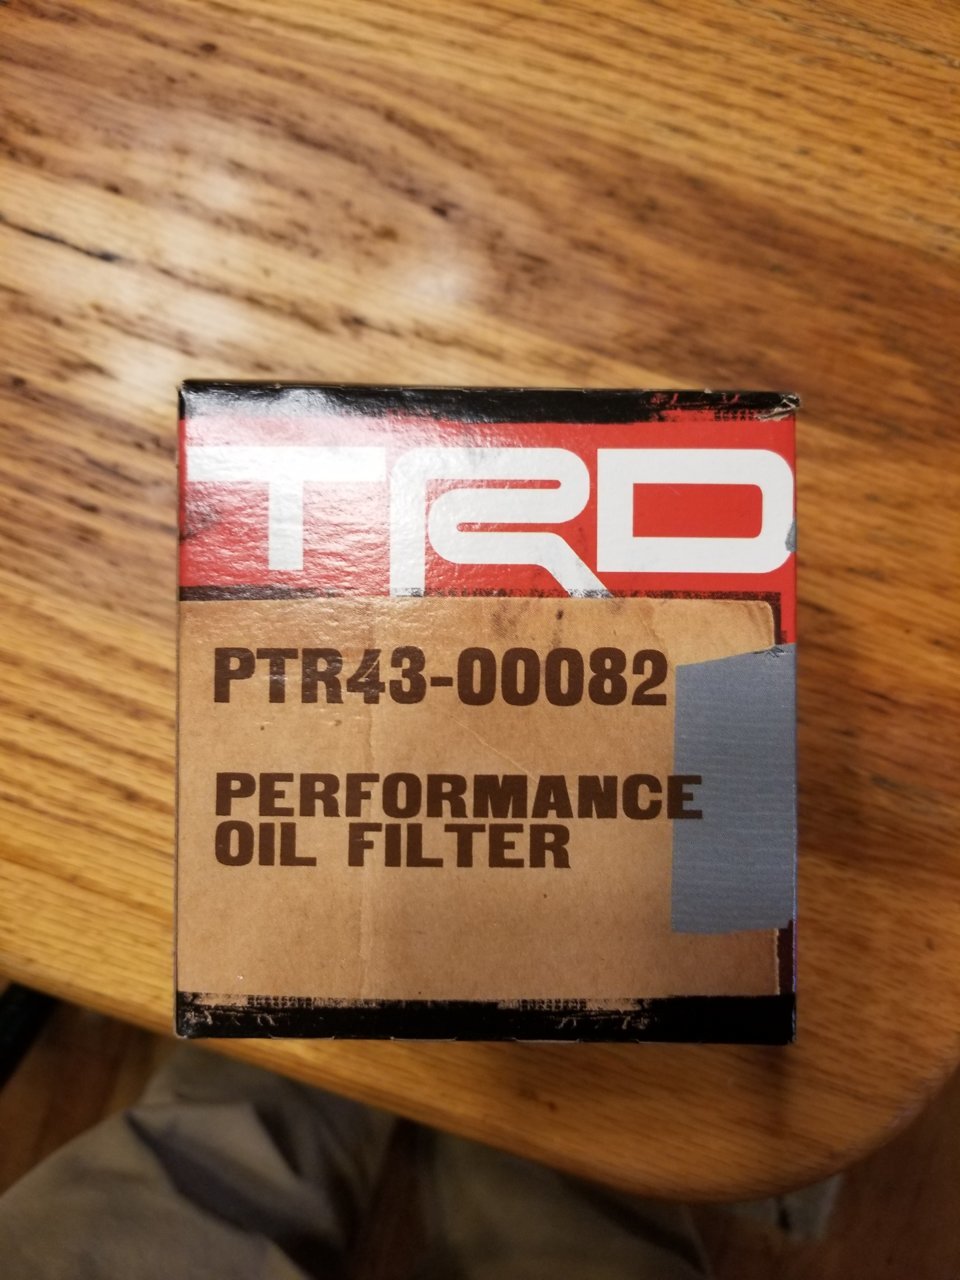 TRD
PTR43-00082
PERFORMANCE
OIL FILTER